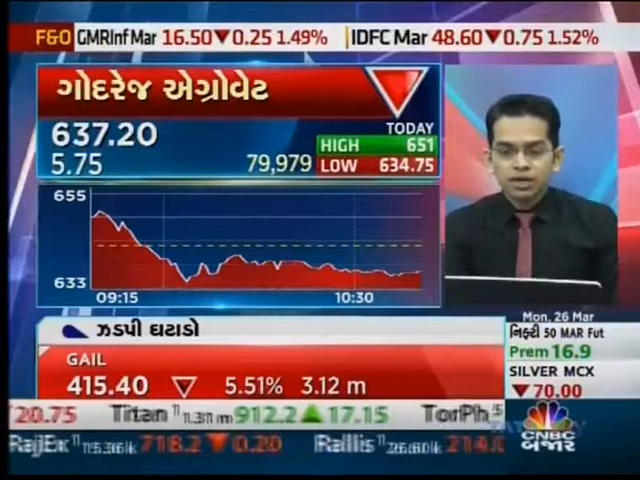 F&O GMRInf Mar 16.50 0.25 1.49% IDFC Mar 48.60 0.75 1.52%
ગોદરેજ એગ્રોવેટ
637.20
5.75 79,979
TODAY
HIGH 651
LOW 634.75
655
633
09:15 10:30
ઝડપી ઘટાડો
GAIL
415.40 5.51% 3.12 m
Mon, 26 Mar
નિફ્ટી 50 MAR Fut
Prem 16.9
SILVER MCX
70.00
720.75 Titan 912.2 17.15 TorPh
RajEx 718.2 0.20 Rallis
CNBC
બજાર